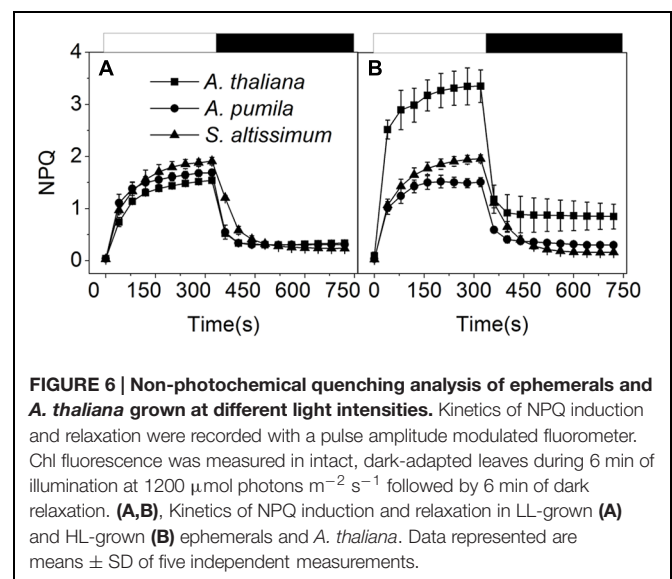 4
3
2
1
0
NPQ
A
A. thaliana
A. pumila
S. altissimum
B
0 150 300 450 600 750
0 150 300 450 600 750
Time(s)
Time(s)
FIGURE 6 | Non-photochemical quenching analysis of ephemerals and
A. thaliana grown at different light intensities. Kinetics of NPQ induction
and relaxation were recorded with a pulse amplitude modulated fluorometer.
Chl fluorescence was measured in intact, dark-adapted leaves during 6 min of
illumination at 1200 μmol photons m−2 s−1 followed by 6 min of dark
relaxation. (A,B), Kinetics of NPQ induction and relaxation in LL-grown (A)
and HL-grown (B) ephemerals and A. thaliana. Data represented are
means ± SD of five independent measurements.